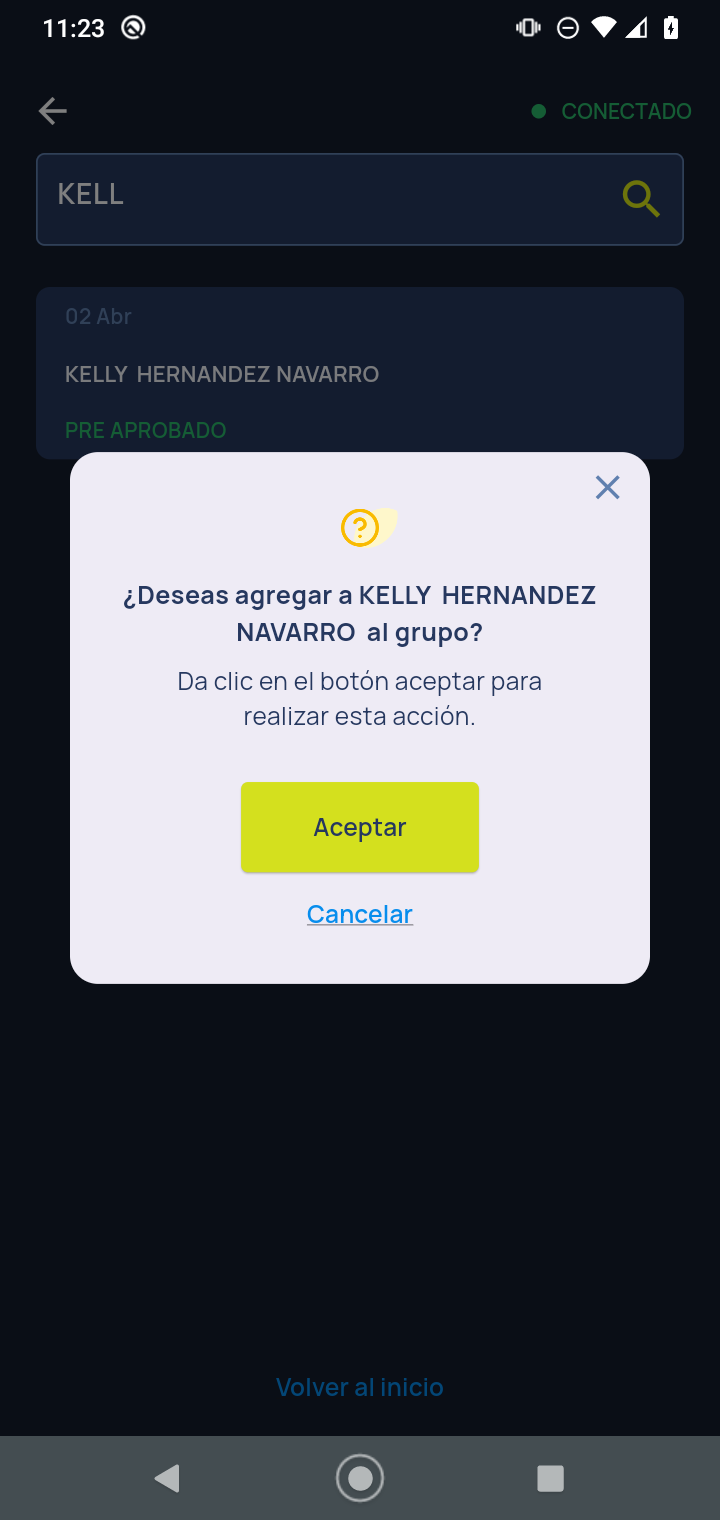 11:23
CONECTADO
KELL
02 Abr
KELLY  HERNANDEZ NAVARRO
PRE APROBADO
¿Deseas agregar a KELLY  HERNANDEZ
NAVARRO  al grupo?
Da clic en el botón aceptar para
realizar esta acción.
Aceptar
Cancelar
Volver al inicio